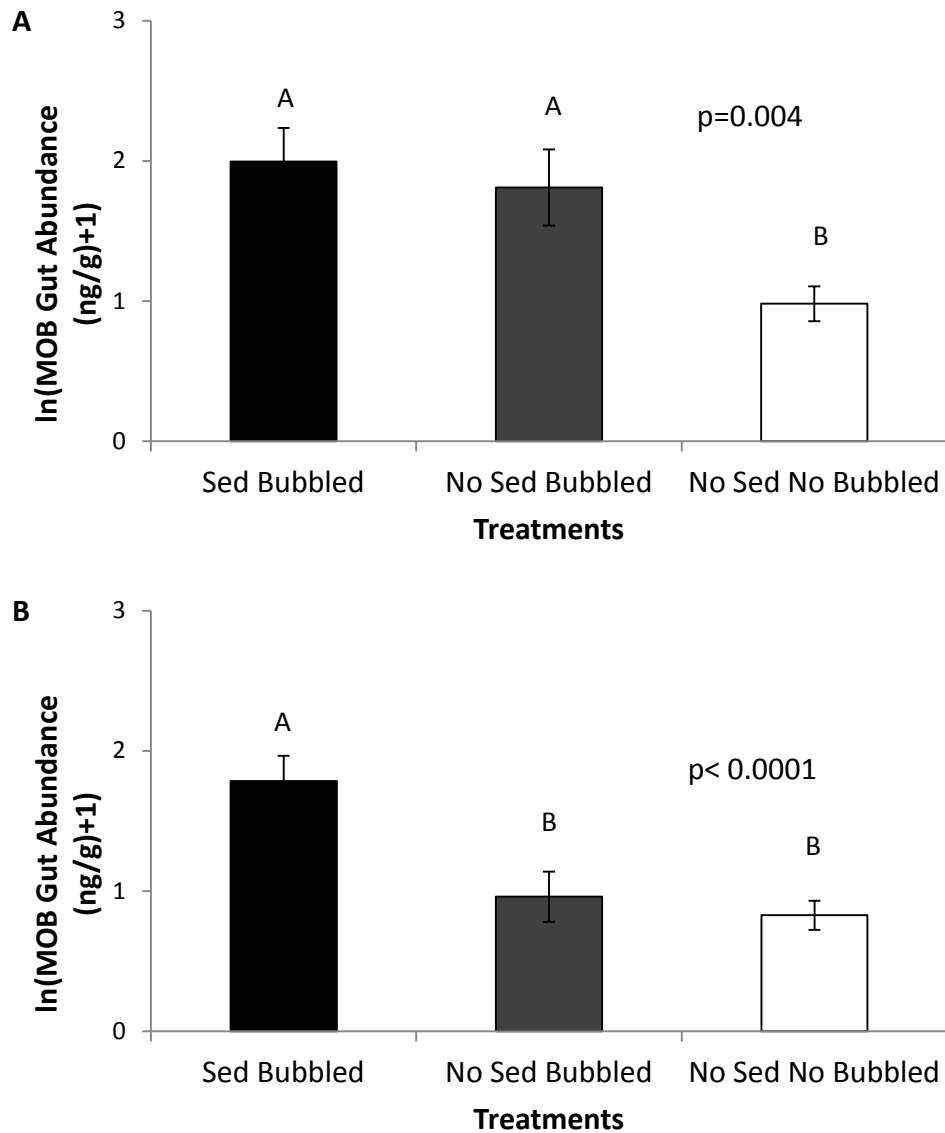 A
3
2
1
0
ln(MOB Gut Abundance
(ng/g)+1)
A
A
p=0.004
B
Sed Bubbled
No Sed Bubbled
No Sed No Bubbled
Treatments
B
3
2
1
0
ln(MOB Gut Abundance
(ng/g)+1)
A
p< 0.0001
B
B
Sed Bubbled
No Sed Bubbled
No Sed No Bubbled
Treatments